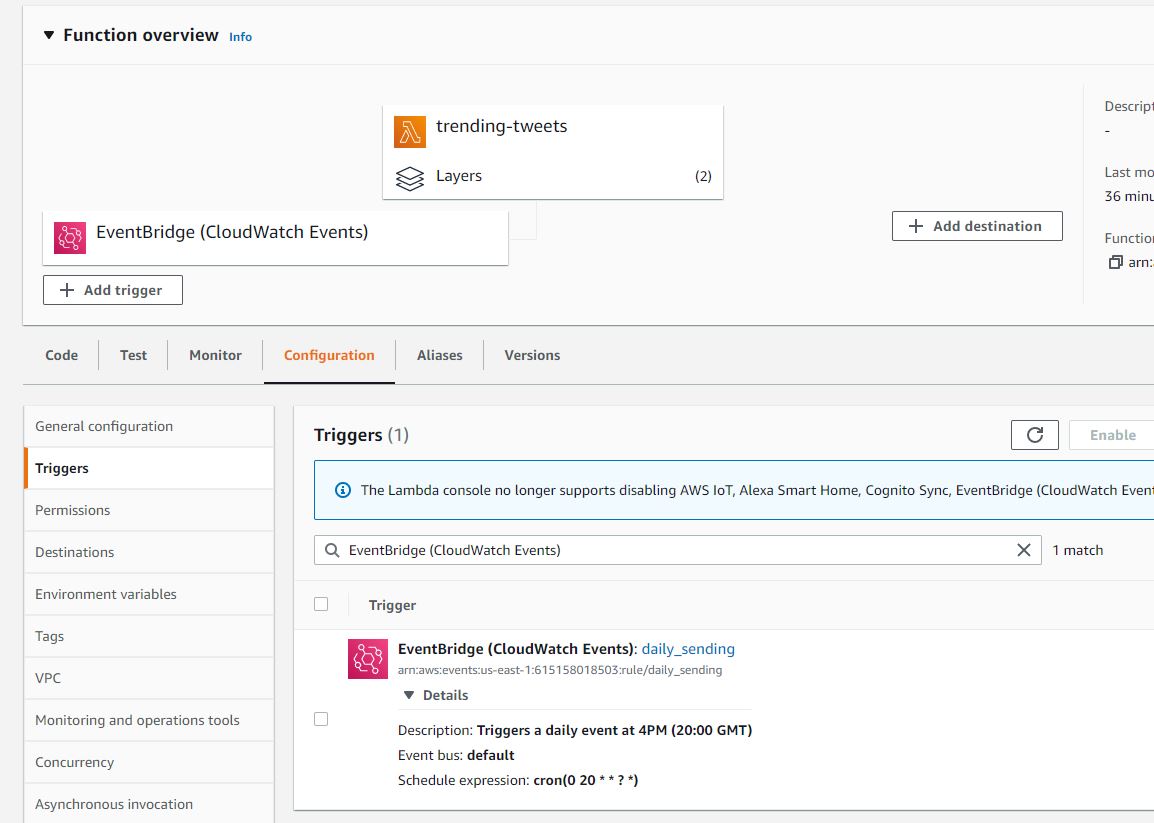 Function overview Info
trending-tweets
Layers (2)
EventBridge (CloudWatch Events)
Add trigger
Add destination
Descript
-
Last mo
36 minu
Function
arn:
Code Test Monitor Configuration Aliases Versions
General configuration
Triggers
Permissions
Destinations
Environment variables
Tags
VPC
Monitoring and operations tools
Concurrency
Asynchronous invocation
Triggers (1)
Enable
The Lambda console no longer supports disabling AWS IoT, Alexa Smart Home, Cognito Sync, EventBridge (CloudWatch Event
EventBridge (CloudWatch Events)
1 match
Trigger
EventBridge (CloudWatch Events): daily_sending
arn:aws:events:us-east-1:615158018503:rule/daily_sending
Details
Description: Triggers a daily event at 4PM (20:00 GMT)
Event bus: default
Schedule expression: cron(0 20 * * ? *)